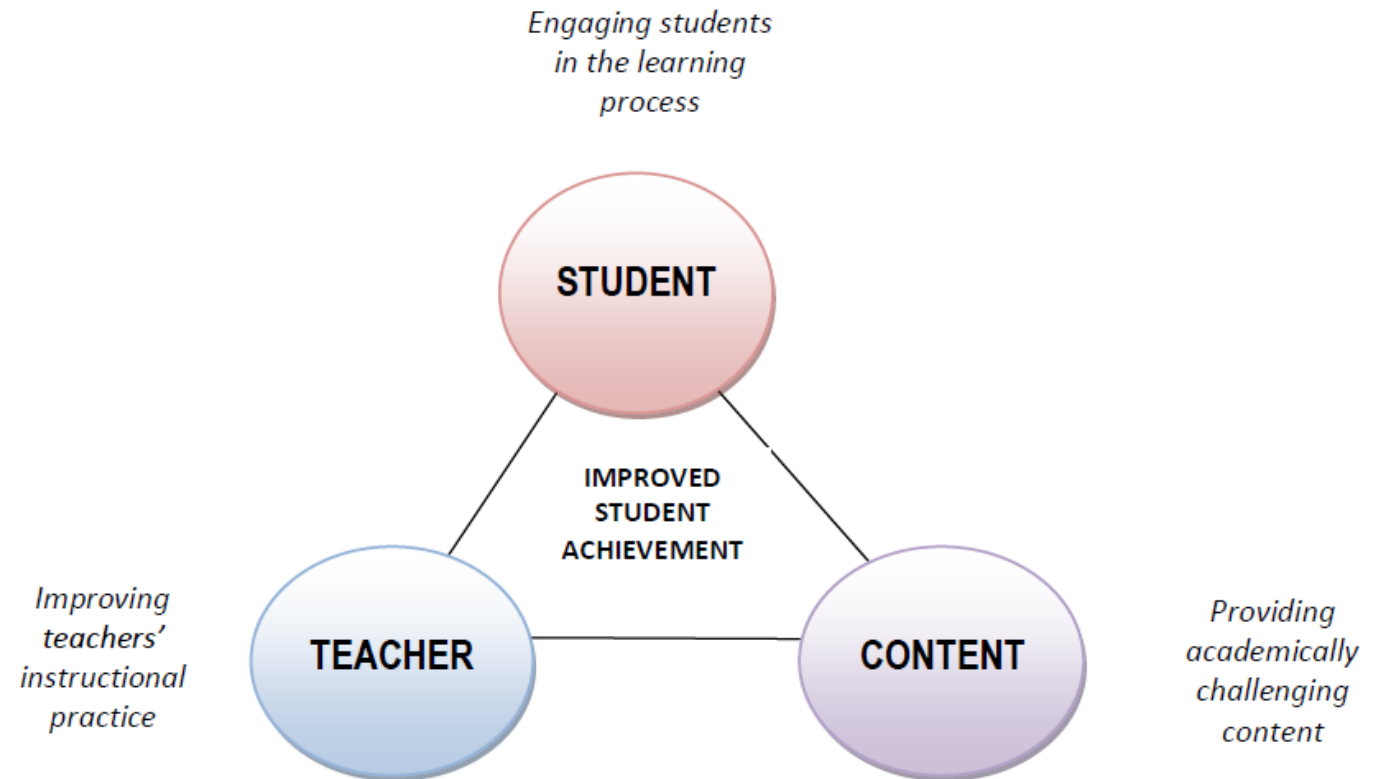 Engaging students
in the learning
process
STUDENT
IMPROVED
STUDENT
ACHIEVEMENT
Improving
teachers’
instructional
practice
TEACHER
CONTENT
Providing
academically
challenging
content